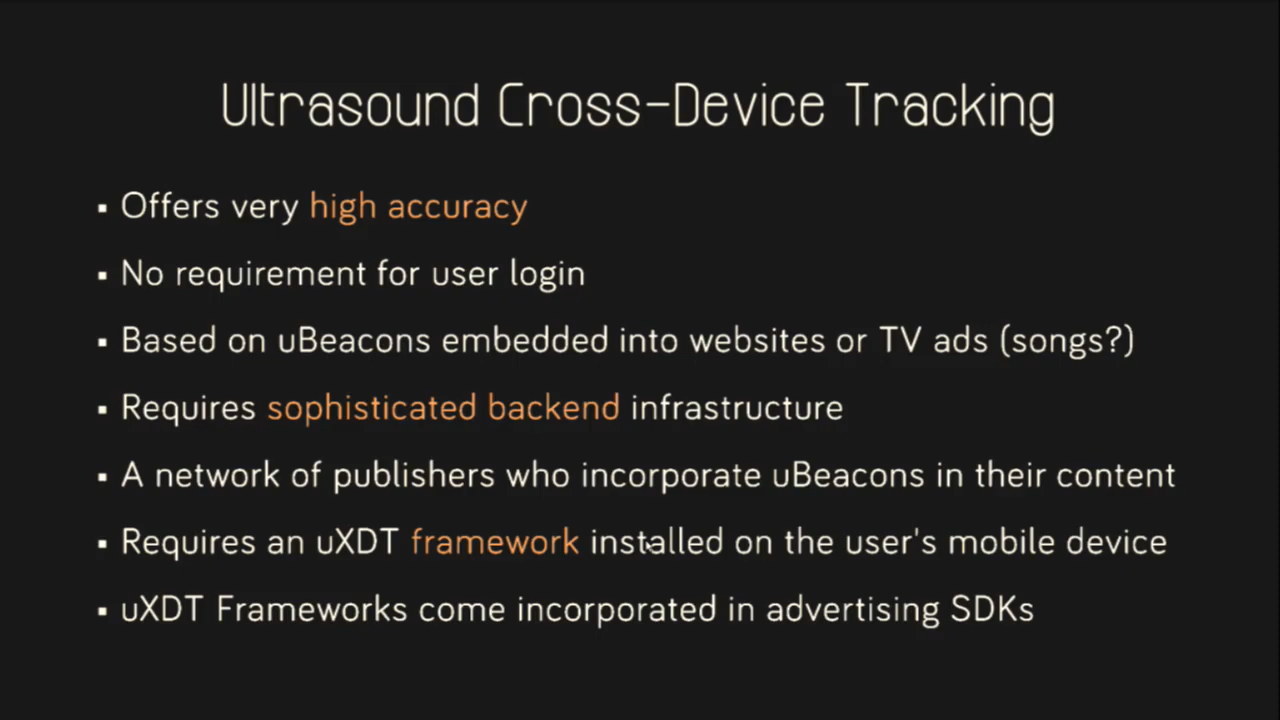 Ultrasound Cross-Device Tracking
▪ Offers very high accuracy
▪ No requirement for user login
▪ Based on uBeacons embedded into websites or TV ads (songs?)
▪ Requires sophisticated backend infrastructure
▪ A network of publishers who incorporate uBeacons in their content
▪ Requires an uXDT framework installed on the user's mobile device
▪ uXDT Frameworks come incorporated in advertising SDKs